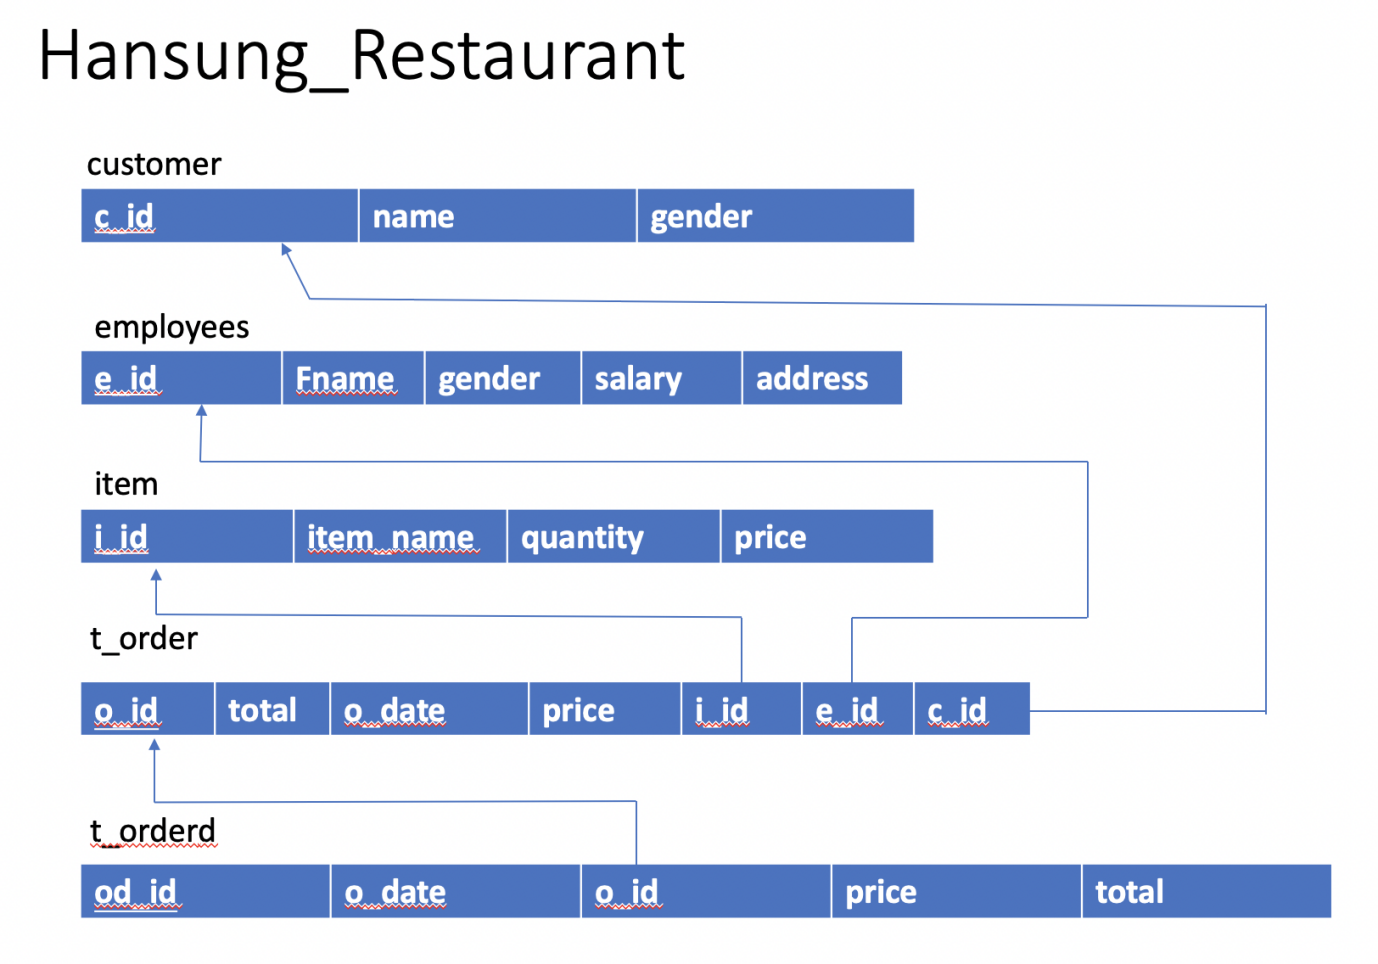 Hansung_Restaurant
customer
c_id name gender
employees
e_id Fname gender salary address
item
i_id item_name quantity price
t_order
o_id total o_date price i_id e_id c_id
t_orderd
od_id o_date o_id price total